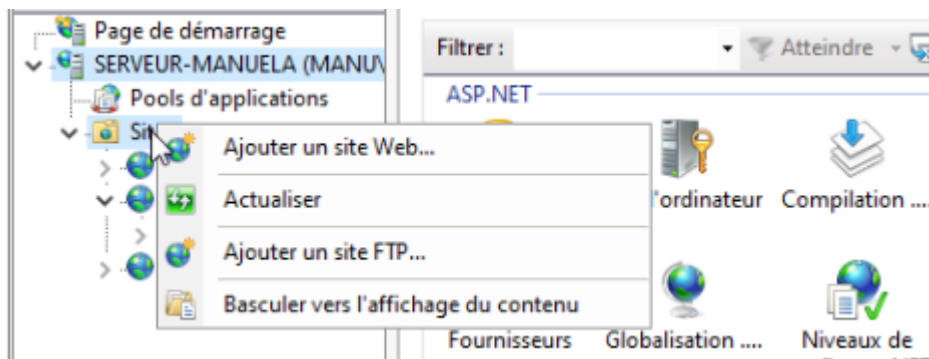 Page de démarrage
SERVEUR-MANUELA (MANU
Pools d'applications
Filtrer :
Atteindre
ASP.NET
Ajouter un site Web...
Actualiser
Ajouter un site FTP...
Basculer vers l'affichage du contenu
'ordinateur
Compilation ....
Fournisseurs
Globalisation ....
Niveaux de